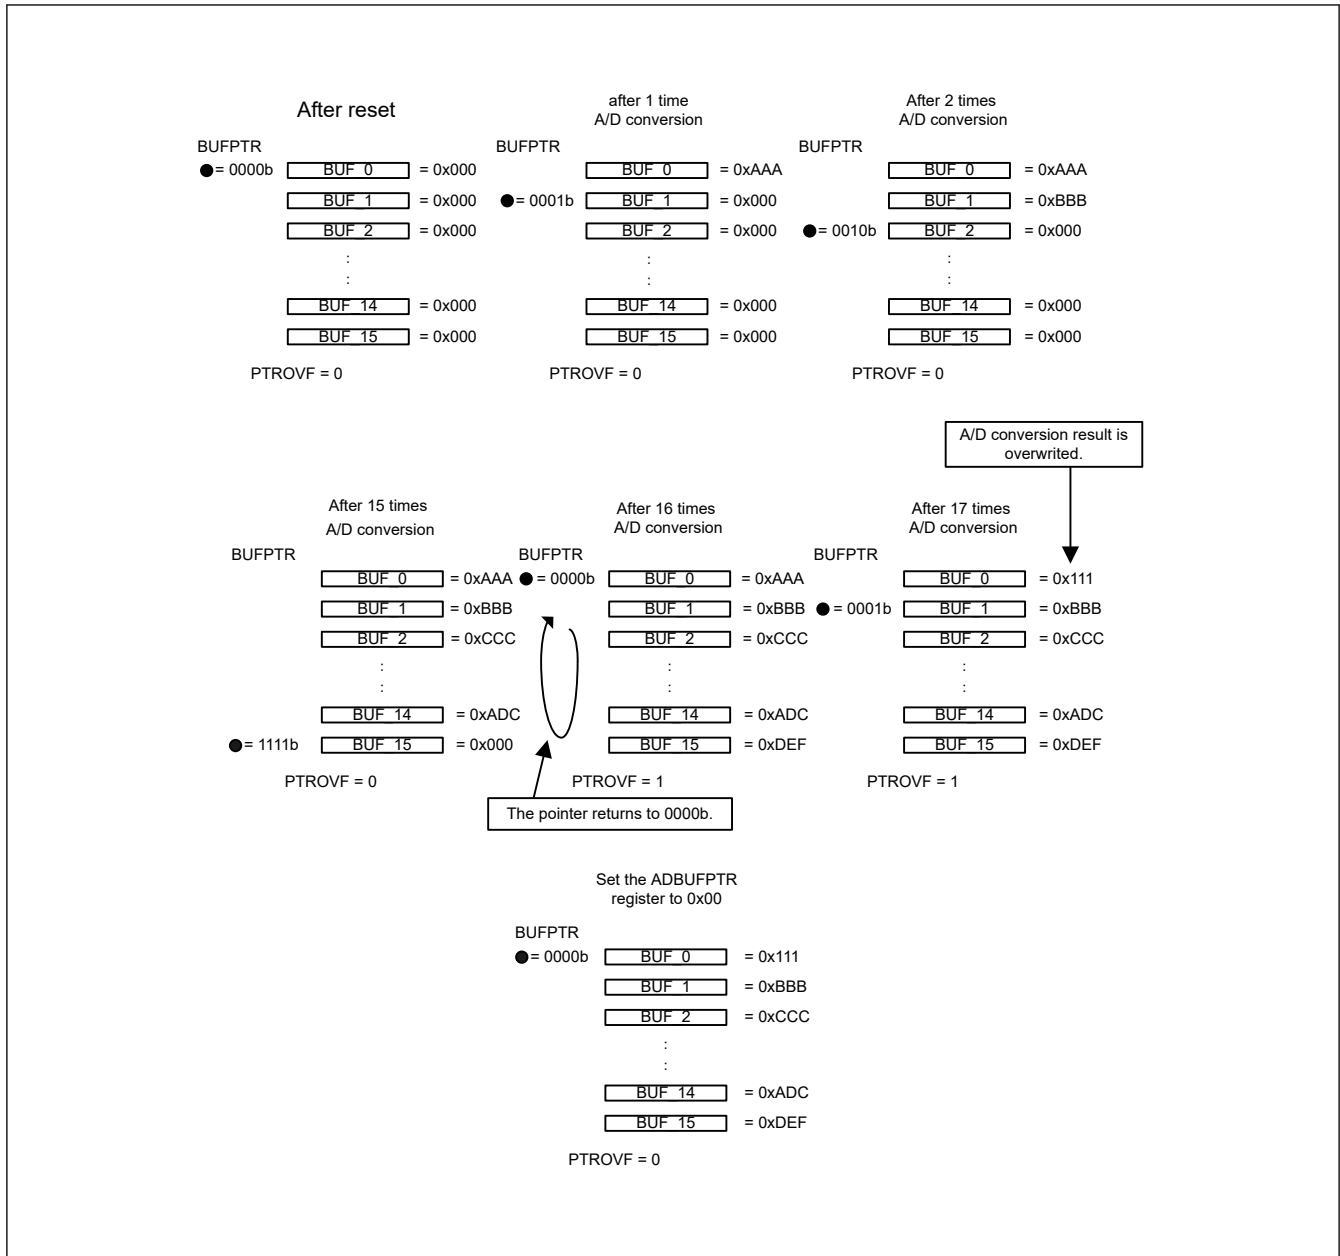 After reset
BUFPTR
= 0000b BUF_0 = 0x000
BUF_1 = 0x000
BUF_2 = 0x000
:
:
BUF_14 = 0x000
BUF_15 = 0x000
PTROVF = 0
after 1 time
A/D conversion
BUFPTR
BUF_0 = 0xAAA
= 0001b BUF_1 = 0x000
BUF_2 = 0x000
:
:
BUF_14 = 0x000
BUF_15 = 0x000
PTROVF = 0
After 2 times
A/D conversion
BUFPTR
BUF_0 = 0xAAA
BUF_1 = 0xBBB
= 0010b BUF_2 = 0x000
:
:
BUF_14 = 0x000
BUF_15 = 0x000
PTROVF = 0
After 15 times
A/D conversion
BUFPTR
BUF_0 = 0xAAA
BUF_1 = 0xBBB
BUF_2 = 0xCCC
:
:
BUF_14 = 0xADC
= 1111b BUF_15 = 0x000
PTROVF = 0
After 16 times
A/D conversion
BUFPTR
= 0000b BUF_0 = 0xAAA
BUF_1 = 0xBBB
BUF_2 = 0xCCC
:
:
BUF_14 = 0xADC
BUF_15 = 0xDEF
PTROVF = 1
The pointer returns to 0000b.
A/D conversion result is
overwrited.
After 17 times
A/D conversion
BUFPTR
BUF_0 = 0x111
= 0001b BUF_1 = 0xBBB
BUF_2 = 0xCCC
:
:
BUF_14 = 0xADC
BUF_15 = 0xDEF
PTROVF = 1
Set the ADBUFPTR
register to 0x00
BUFPTR
= 0000b BUF_0 = 0x111
BUF_1 = 0xBBB
BUF_2 = 0xCCC
:
:
BUF_14 = 0xADC
BUF_15 = 0xDEF
PTROVF = 0